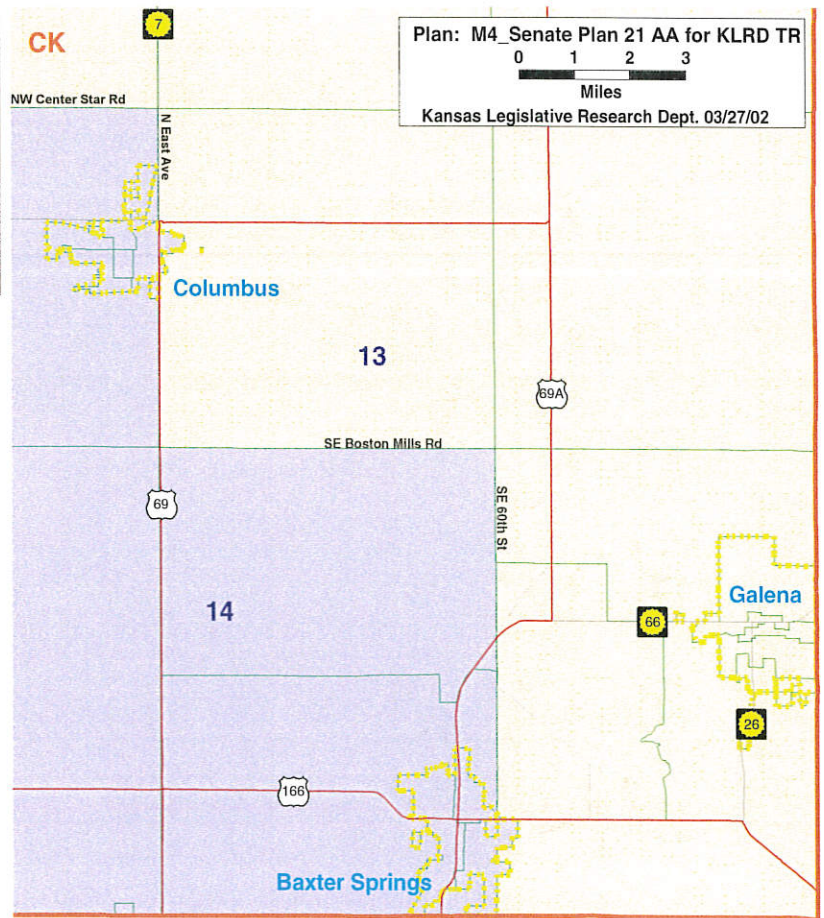 CK
7
Plan: M4_Senate Plan 21 AA for KLRD TR
0 1 2 3
Miles
Kansas Legislative Research Dept. 03/27/02
NW Center Star Rd
N East Ave
Columbus
13
69A
SE Boston Mills Rd
69
SE 60th St
14
Galena
66
26
166
Baxter Springs